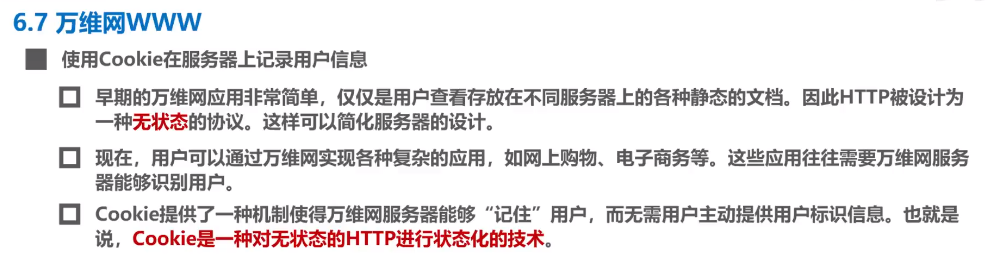 6.7 万维网WWW
使用Cookie在服务器上记录用户信息
早期的万维网应用非常简单，仅仅是用户查看存放在不同服务器上的各种静态的文档。因此HTTP被设计为
一种无状态的协议。这样可以简化服务器的设计。
现在，用户可以通过万维网实现各种复杂的应用，如网上购物、电子商务等。这些应用往往需要万维网服务
器能够识别用户。
Cookie提供了一种机制使得万维网服务器能够“记住”用户，而无需用户主动提供用户标识信息。也就是
说，Cookie是一种对无状态的HTTP进行状态化的技术。